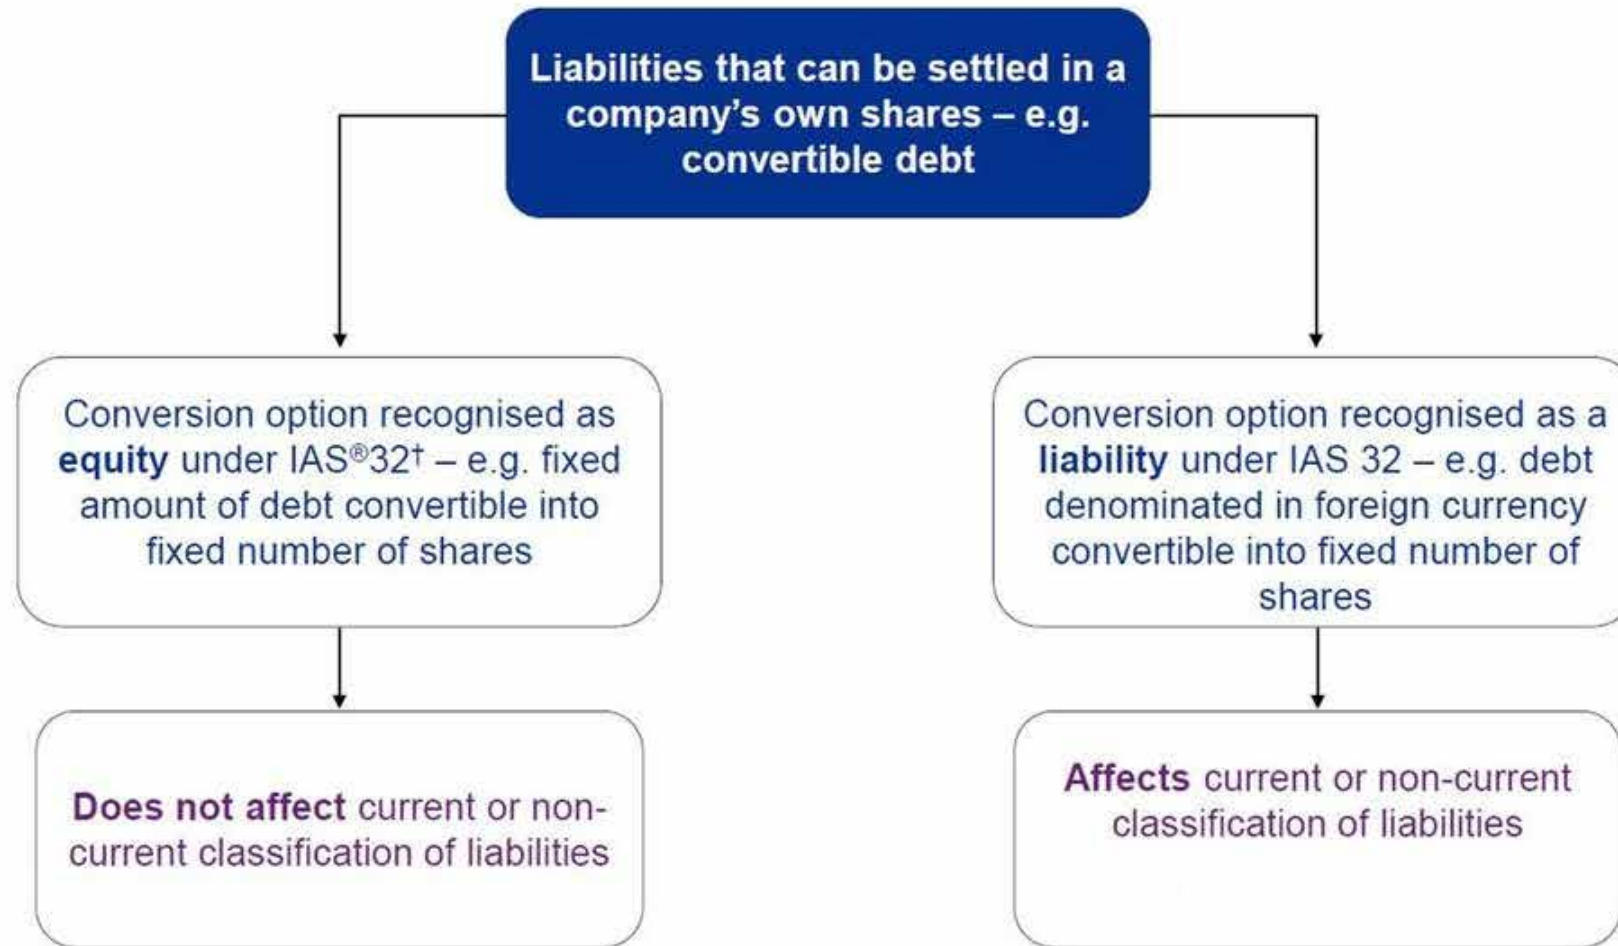 Liabilities that can be settled in a
company's own shares – e.g.
convertible debt
Conversion option recognised as
equity under IAS®32† – e.g. fixed
amount of debt convertible into
fixed number of shares
Conversion option recognised as a
liability under IAS 32 – e.g. debt
denominated in foreign currency
convertible into fixed number of
shares
Does not affect current or non-
current classification of liabilities
Affects current or non-current
classification of liabilities